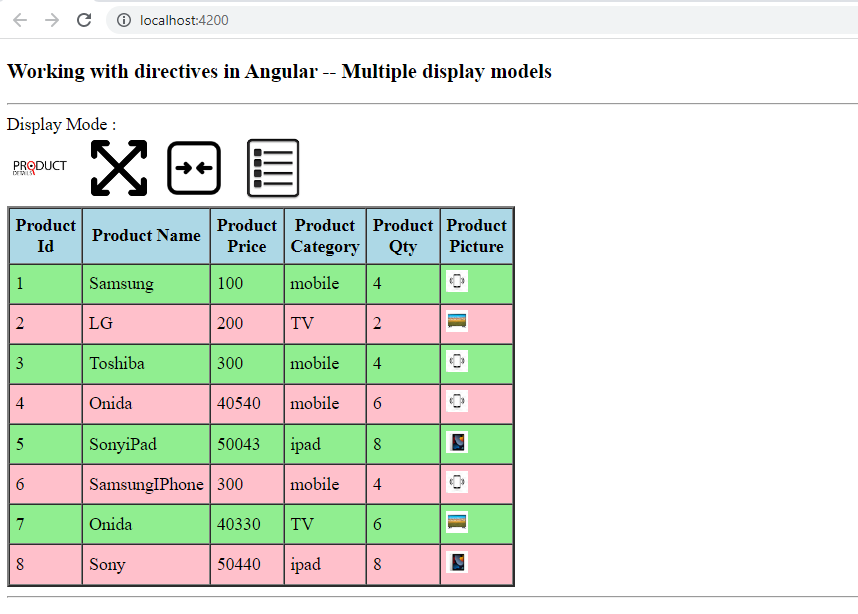 localhost:4200
Working with directives in Angular -- Multiple display models
Display Mode :
PRODUCT
DETAILS
Product Id Product Name Product Price Product Category Product Qty Product Picture
1 Samsung 100 mobile 4
2 LG 200 TV 2
3 Toshiba 300 mobile 4
4 Onida 40540 mobile 6
5 SonyiPad 50043 ipad 8
6 SamsungIPhone 300 mobile 4
7 Onida 40330 TV 6
8 Sony 50440 ipad 8